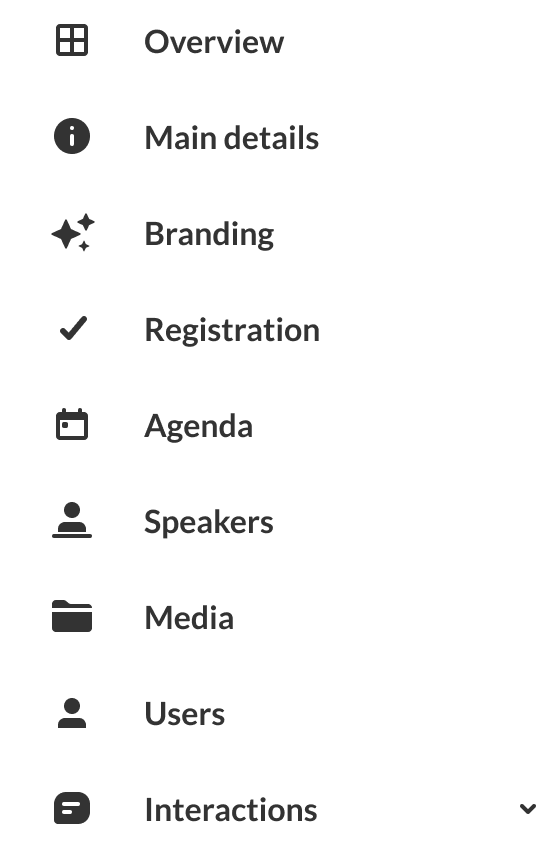 Overview
Main details
Branding
Registration
Agenda
Speakers
Media
Users
Interactions